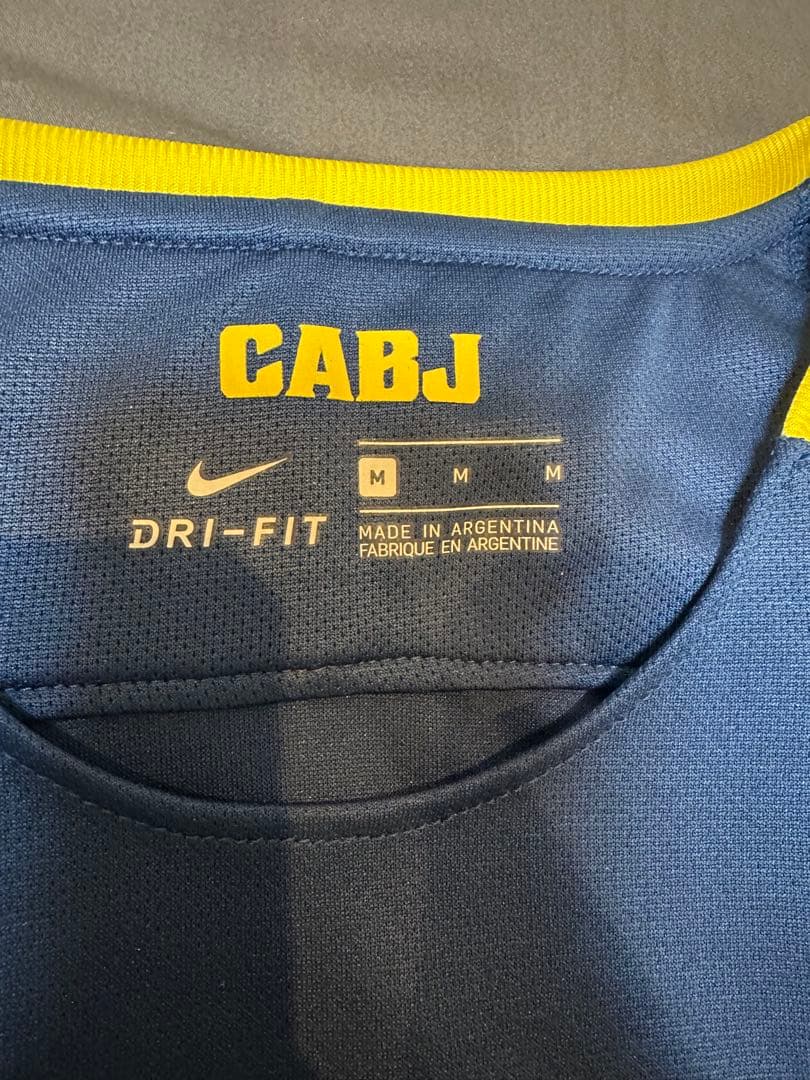 CABJ
M M M
DRI-FIT
MADE IN ARGENTINA
FABRIQUE EN ARGENTINE